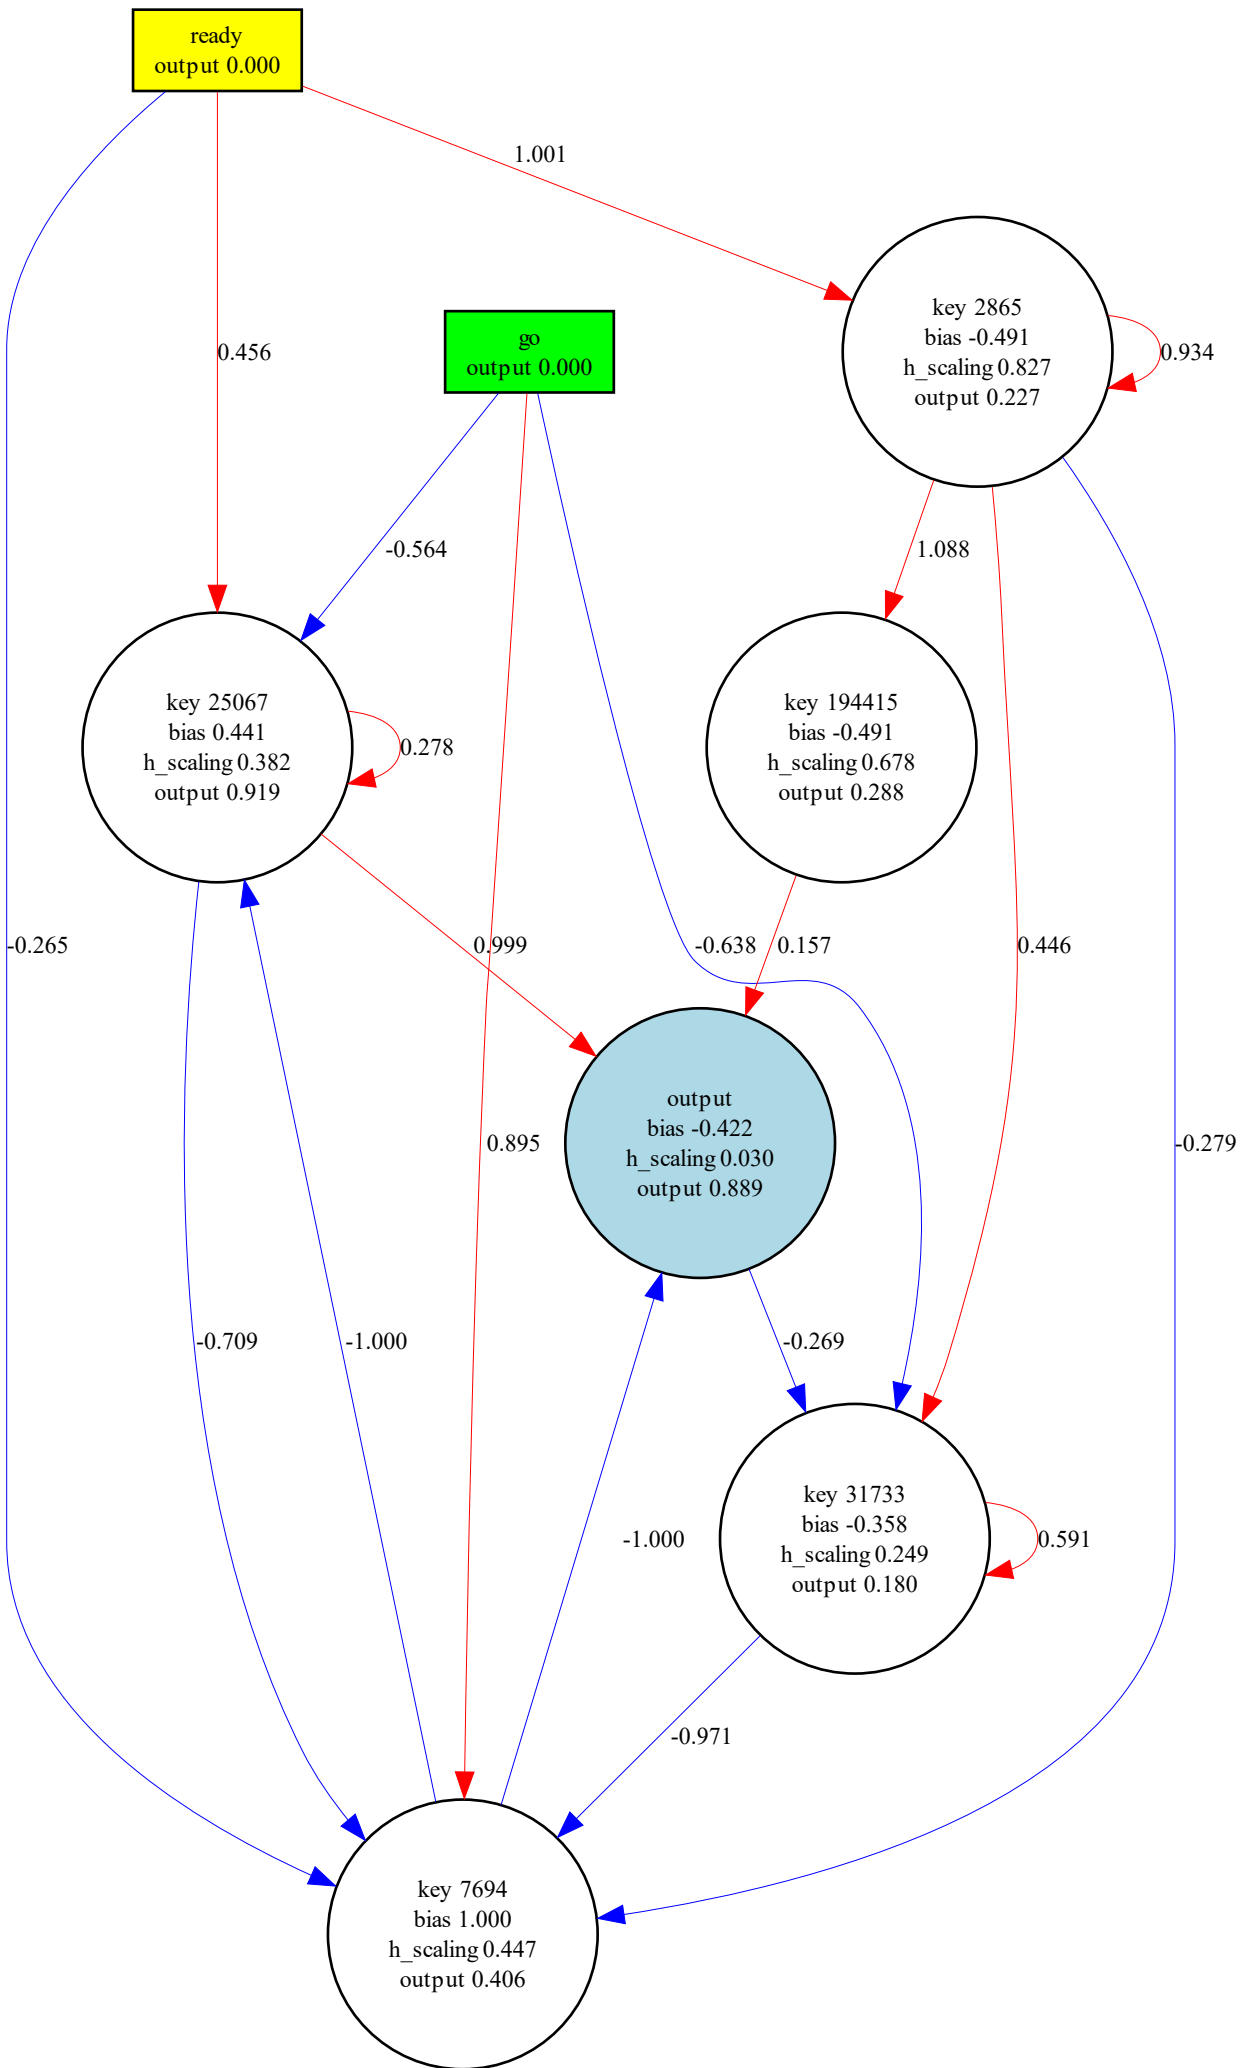 ready
output 0.000
1.001
key 2865
bias -0.491
h_scaling 0.827
output 0.227
0.934
go
output 0.000
0.456
-0.564
1.088
key 25067
bias 0.441
h_scaling 0.382
output 0.919
0.278
key 194415
bias -0.491
h_scaling 0.678
output 0.288
-0.265
0.999
-0.638
0.157
0.446
output
bias -0.422
h_scaling 0.030
output 0.889
0.895
-0.279
-0.709
-1.000
-0.269
-1.000
key 31733
bias -0.358
h_scaling 0.249
output 0.180
0.591
-0.971
key 7694
bias 1.000
h_scaling 0.447
output 0.406